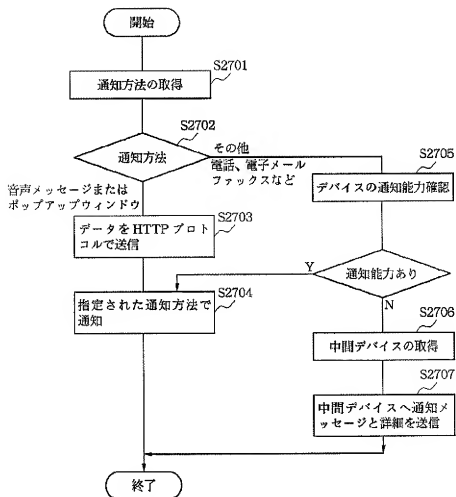 開始
S2701
通知方法の取得
S2702
通知方法
その他
電話、電子メール
ファックスなど
S2705
デバイスの通知能力確認
音声メッセージまたは
ポップアップウィンドウ
S2703
データをHTTPプロト
コルで送信
Y
通知能力あり
N
S2704
指定された通知方法で
通知
S2706
中間デバイスの取得
S2707
中間デバイスへ通知メッ
セージと詳細を送信
終了